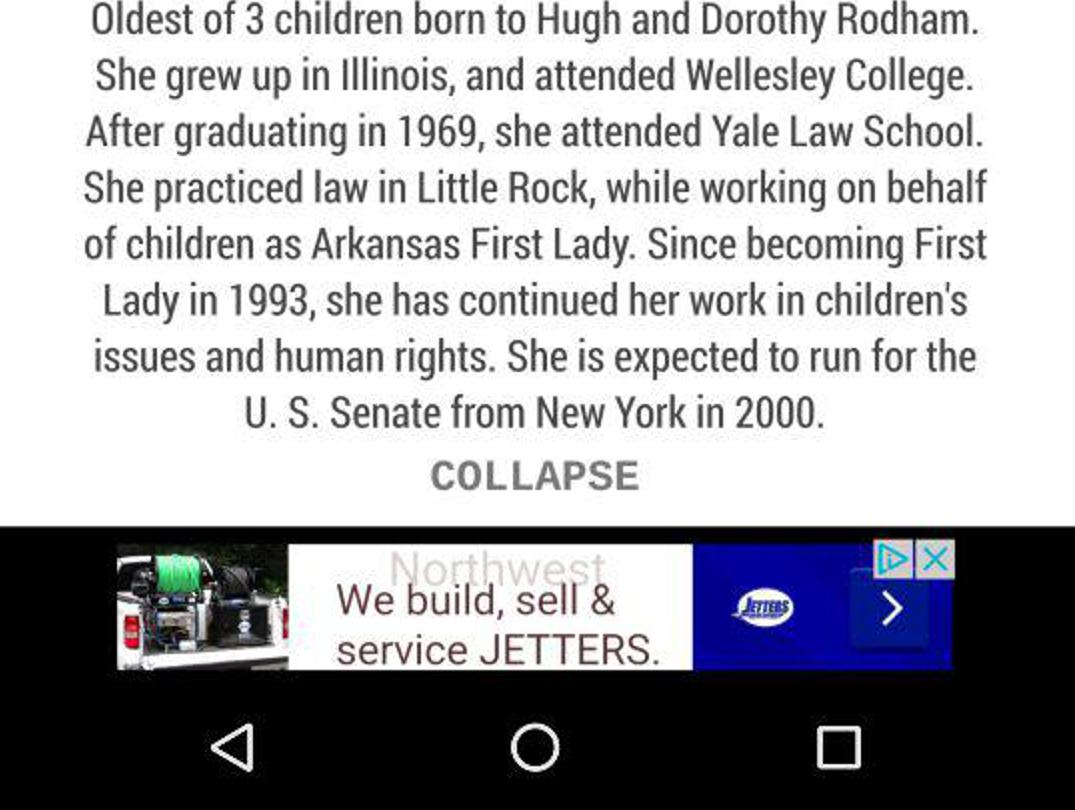 Oldest of 3 children born to Hugh and Dorothy Rodham.
She grew up in Illinois, and attended Wellesley College.
After graduating in 1969, she attended Yale Law School.
She practiced law in Little Rock, while working on behalf
of children as Arkansas First Lady. Since becoming First
Lady in 1993, she has continued her work in children's
issues and human rights. She is expected to run for the
U. S. Senate from New York in 2000.
COLLAPSE
Northwest
We build, sell &
service JETTERS.
JETTERS